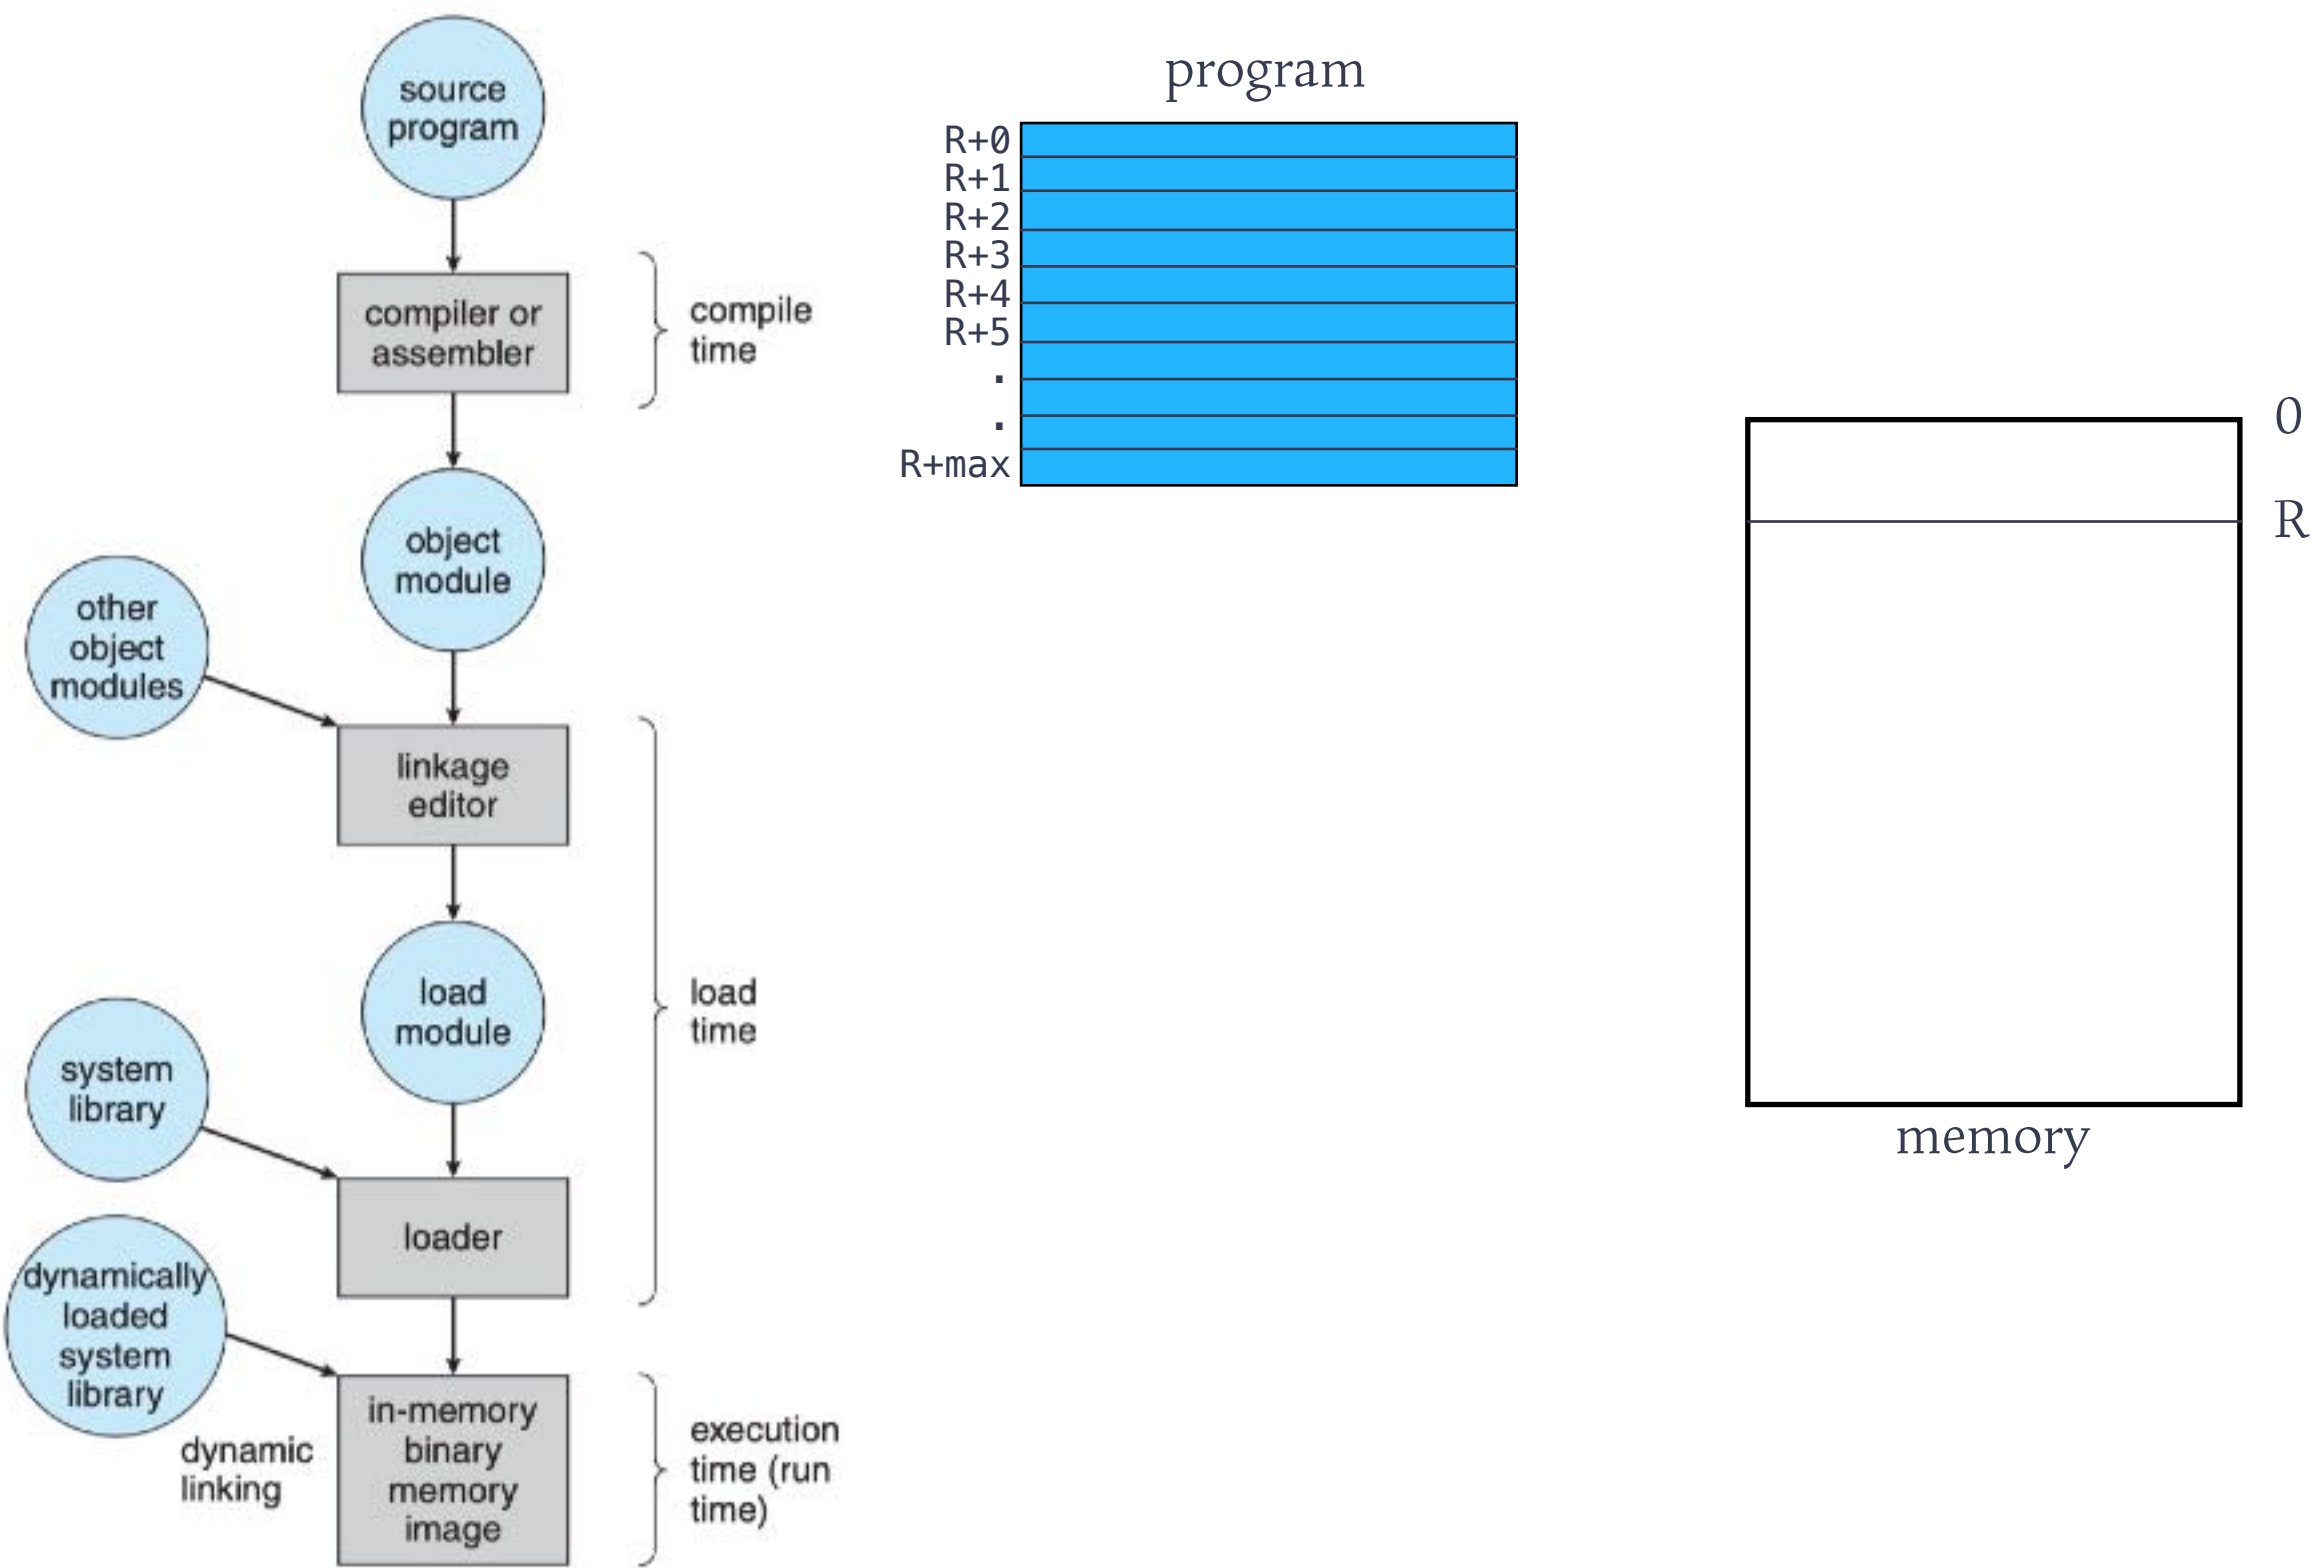 source
program
compiler or
assembler
compile
time
object
module
other
object
modules
linkage
editor
load
module
load
time
system
library
loader
dynamically
loaded
system
library
dynamic
linking
in-memory
binary
memory
image
execution
time (run
time)
program
R+0
R+1
R+2
R+3
R+4
R+5
.
.
R+max
0
R
memory